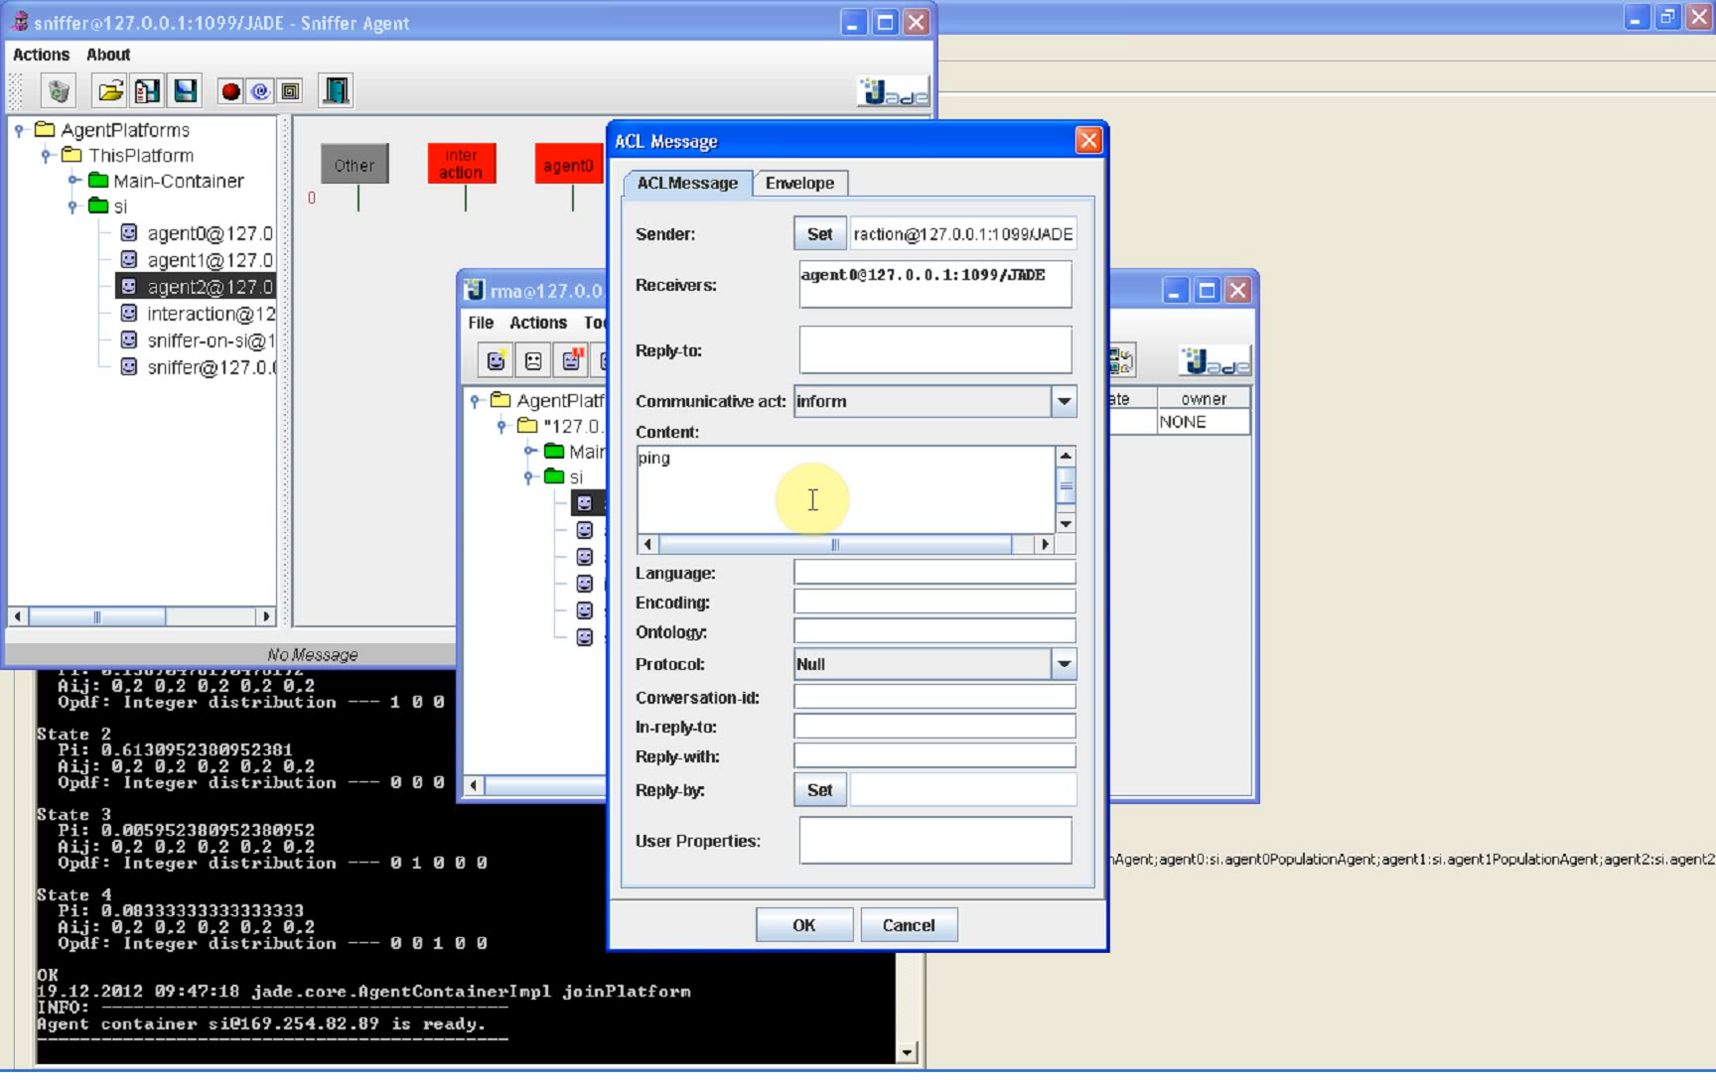 sniffer@127.0.0.1:1099/JADE - Sniffer Agent
Actions About
Jade
AgentPlatforms
ThisPlatform
Main-Container
si
agent0@127.0
agent1@127.0
agent2@127.0
interaction@12
sniffer-on-si@1
sniffer@127.0.0
Other
inter
action
agent0
0
No Message
rma@127.0.0.
File Actions Too
Jade
AgentPlatf
"127.0.
Mair
si
ate owner
NONE
ACL Message
ACLMessage Envelope
Sender: Set raction@127.0.0.1:1099/JADE
Receivers: agent0@127.0.0.1:1099/JADE
Reply-to:
Communicative act: inform
Content:
ping
Language:
Encoding:
Ontology:
Protocol: Null
Conversation-id:
In-reply-to:
Reply-with:
Reply-by: Set
User Properties:
OK Cancel
Aij: 0,2 0,2 0,2 0,2 0,2
Opdf: Integer distribution --- 1 0 0
State 2
Pi: 0.6130952380952381
Aij: 0,2 0,2 0,2 0,2 0,2
Opdf: Integer distribution --- 0 0 0
State 3
Pi: 0.005952380952380952
Aij: 0,2 0,2 0,2 0,2 0,2
Opdf: Integer distribution --- 0 1 0 0 0
State 4
Pi: 0.08333333333333333
Aij: 0,2 0,2 0,2 0,2 0,2
Opdf: Integer distribution --- 0 0 1 0 0
OK
19.12.2012 09:47:18 jade.core.AgentContainerImpl joinPlatform
INFO: --------------------------------------
Agent container si@169.254.82.89 is ready.
--------------------------------------------
nAgent;agent0:si.agent0PopulationAgent;agent1:si.agent1PopulationAgent;agent2:si.agent2